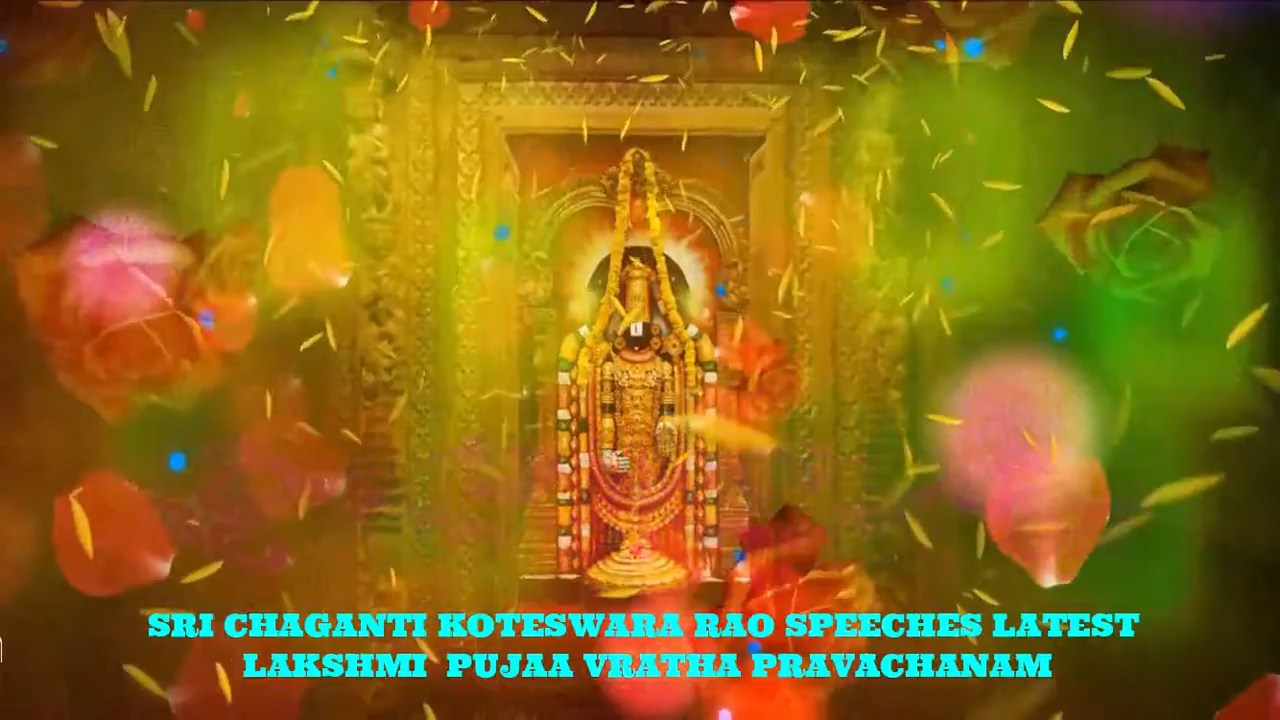 SRI CHAGANTI KOTESWARA RAO SPEECHES LATEST
LAKSHMI PUJAA VRATHA PRAVACHANAM